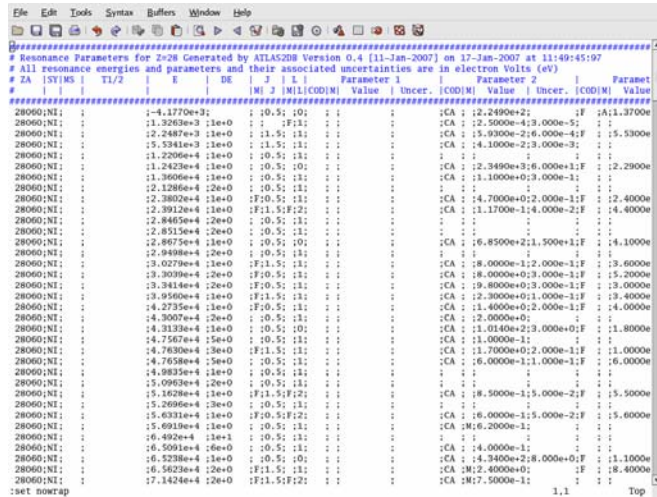 File Edit Tools Syntax Buffers Window Help
# Resonance Parameters for Z=28 Generated by ATLAS2DB Version 0.4 [11-Jan-2007] on 17-Jan-2007 at 11:49:45:97
# All resonance energies and parameters and their associated uncertainties are in electron Volts (eV)
# ZA |SY|MS | T1/2 | E | DE | J | L | Parameter 1 | Parameter 2 | Paramet
# | | | | | |M| J |M|L|COD|M| Value | Uncer. |COD|M| Value | Uncer. |COD|M| Value
28060;NI; ; ;-4.1770e+3; ; ;0.5; ;0; ; ; ; ;CA ; ;2.2490e+2; ;F ;A;1.3700e
28060;NI; ; ;1.3263e+3 ;1e+0 ; ; ;F;1; ; ; ; ;CA ; ;2.5000e-4;3.000e-5; ; ;
28060;NI; ; ;2.2487e+3 ;1e+0 ; ;1.5; ;1; ; ; ; ;CA ; ;5.9300e-2;6.000e-4;F ; ;5.5300e
28060;NI; ; ;5.5341e+3 ;1e+0 ; ;1.5; ;1; ; ; ; ;CA ; ;4.1000e-2;3.000e-3; ; ;
28060;NI; ; ;1.2206e+4 ;1e+0 ; ;0.5; ;1; ; ; ; ; ; ; ; ; ; ;
28060;NI; ; ;1.2423e+4 ;1e+0 ; ;0.5; ;0; ; ; ; ;CA ; ;2.3490e+3;6.000e+1;F ; ;2.2900e
28060;NI; ; ;1.3606e+4 ;1e+0 ; ;0.5; ;1; ; ; ; ;CA ; ;1.1000e+0;3.000e-1; ; ;
28060;NI; ; ;2.1286e+4 ;2e+0 ; ;0.5; ;1; ; ; ; ; ; ; ; ; ; ;
28060;NI; ; ;2.3802e+4 ;1e+0 ; ;F;0.5; ;1; ; ; ; ;CA ; ;4.7000e+0;2.000e-1;F ; ;2.4000e
28060;NI; ; ;2.3912e+4 ;1e+0 ; ;F;1.5;F;2; ; ; ; ;CA ; ;1.1700e-1;4.000e-2;F ; ;4.4000e
28060;NI; ; ;2.8465e+4 ;2e+0 ; ;0.5; ;1; ; ; ; ; ; ; ; ; ; ;
28060;NI; ; ;2.8515e+4 ;2e+0 ; ;0.5; ;1; ; ; ; ; ; ; ; ; ; ;
28060;NI; ; ;2.8675e+4 ;1e+0 ; ;0.5; ;0; ; ; ; ;CA ; ;6.8500e+2;1.500e+1;F ; ;4.1000e
28060;NI; ; ;2.9498e+4 ;2e+0 ; ;0.5; ;1; ; ; ; ; ; ; ; ; ; ;
28060;NI; ; ;3.0279e+4 ;1e+0 ; ;F;1.5; ;1; ; ; ; ;CA ; ;8.0000e-1;2.000e-1;F ; ;3.6000e
28060;NI; ; ;3.3039e+4 ;2e+0 ; ;F;0.5; ;1; ; ; ; ;CA ; ;8.0000e+0;3.000e-1;F ; ;5.2000e
28060;NI; ; ;3.3414e+4 ;2e+0 ; ;F;0.5; ;1; ; ; ; ;CA ; ;9.8000e+0;3.000e-1;F ; ;3.0000e
28060;NI; ; ;3.9560e+4 ;1e+0 ; ;F;1.5; ;1; ; ; ; ;CA ; ;2.3000e+0;1.000e-1;F ; ;3.4000e
28060;NI; ; ;4.2735e+4 ;1e+0 ; ;F;0.5; ;1; ; ; ; ;CA ; ;1.4000e+0;2.000e-1;F ; ;4.0000e
28060;NI; ; ;4.3007e+4 ;2e+0 ; ;0.5; ;1; ; ; ; ;CA ; ;2.0000e+0; ; ; ;
28060;NI; ; ;4.3133e+4 ;1e+0 ; ;0.5; ;0; ; ; ; ;CA ; ;1.0140e+2;3.000e+0;F ; ;1.8000e
28060;NI; ; ;4.7567e+4 ;5e+0 ; ;0.5; ;1; ; ; ; ;CA ; ;1.0000e-1; ; ; ;
28060;NI; ; ;4.7630e+4 ;3e+0 ; ;F;1.5; ;1; ; ; ; ;CA ; ;1.7000e+0;2.000e-1;F ; ;1.0000e
28060;NI; ; ;4.7658e+4 ;5e+0 ; ;0.5; ;1; ; ; ; ;CA ; ;6.0000e-1;1.000e-1;F ; ;6.0000e
28060;NI; ; ;4.9835e+4 ;1e+0 ; ;0.5; ;1; ; ; ; ; ; ; ; ; ; ;
28060;NI; ; ;5.0963e+4 ;2e+0 ; ;0.5; ;1; ; ; ; ; ; ; ; ; ; ;
28060;NI; ; ;5.1628e+4 ;1e+0 ; ;F;1.5;F;2; ; ; ; ;CA ; ;8.5000e-1;5.000e-2;F ; ;5.5000e
28060;NI; ; ;5.2696e+4 ;3e+0 ; ;0.5; ;1; ; ; ; ; ; ; ; ; ; ;
28060;NI; ; ;5.6331e+4 ;1e+0 ; ;F;0.5;F;2; ; ; ; ;CA ; ;6.0000e-1;5.000e-2;F ; ;5.6000e
28060;NI; ; ;5.6919e+4 ;1e+0 ; ;0.5; ;1; ; ; ; ;CA ;M;6.2000e-1; ; ; ;
28060;NI; ; ;6.492e+4 ;1e+1 ; ;0.5; ;1; ; ; ; ; ; ; ; ; ; ;
28060;NI; ; ;6.5091e+4 ;6e+0 ; ;0.5; ;1; ; ; ; ;CA ; ;4.0000e-1; ; ; ;
28060;NI; ; ;6.5238e+4 ;1e+0 ; ;0.5; ;0; ; ; ; ;CA ; ;4.3400e+2;8.000e+0;F ; ;1.1000e
28060;NI; ; ;6.5623e+4 ;2e+0 ; ;F;1.5; ;1; ; ; ; ;CA ;M;2.4000e+0; ;F ; ;8.4000e
28060;NI; ; ;7.1424e+4 ;2e+0 ; ;F;1.5;F;2; ; ; ; ;CA ;M;7.5000e-1; ; ; ;
:set nowrap 1,1 Top